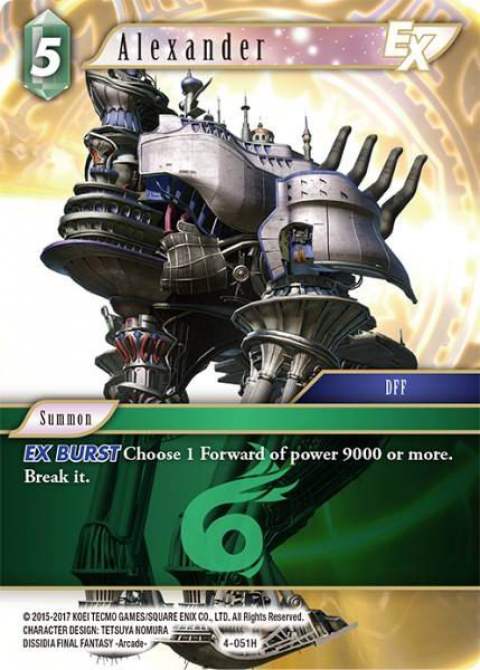 5
Alexander
EX
DFF
Summon
EX BURST Choose 1 Forward of power 9000 or more.
Break it.
© 2015-2017 KOEI TECMO GAMES/SQUARE ENIX CO., LTD. All Rights Reserved.
CHARACTER DESIGN: TETSUYA NOMURA
DISSIDIA FINAL FANTASY -Arcade-
4-051H